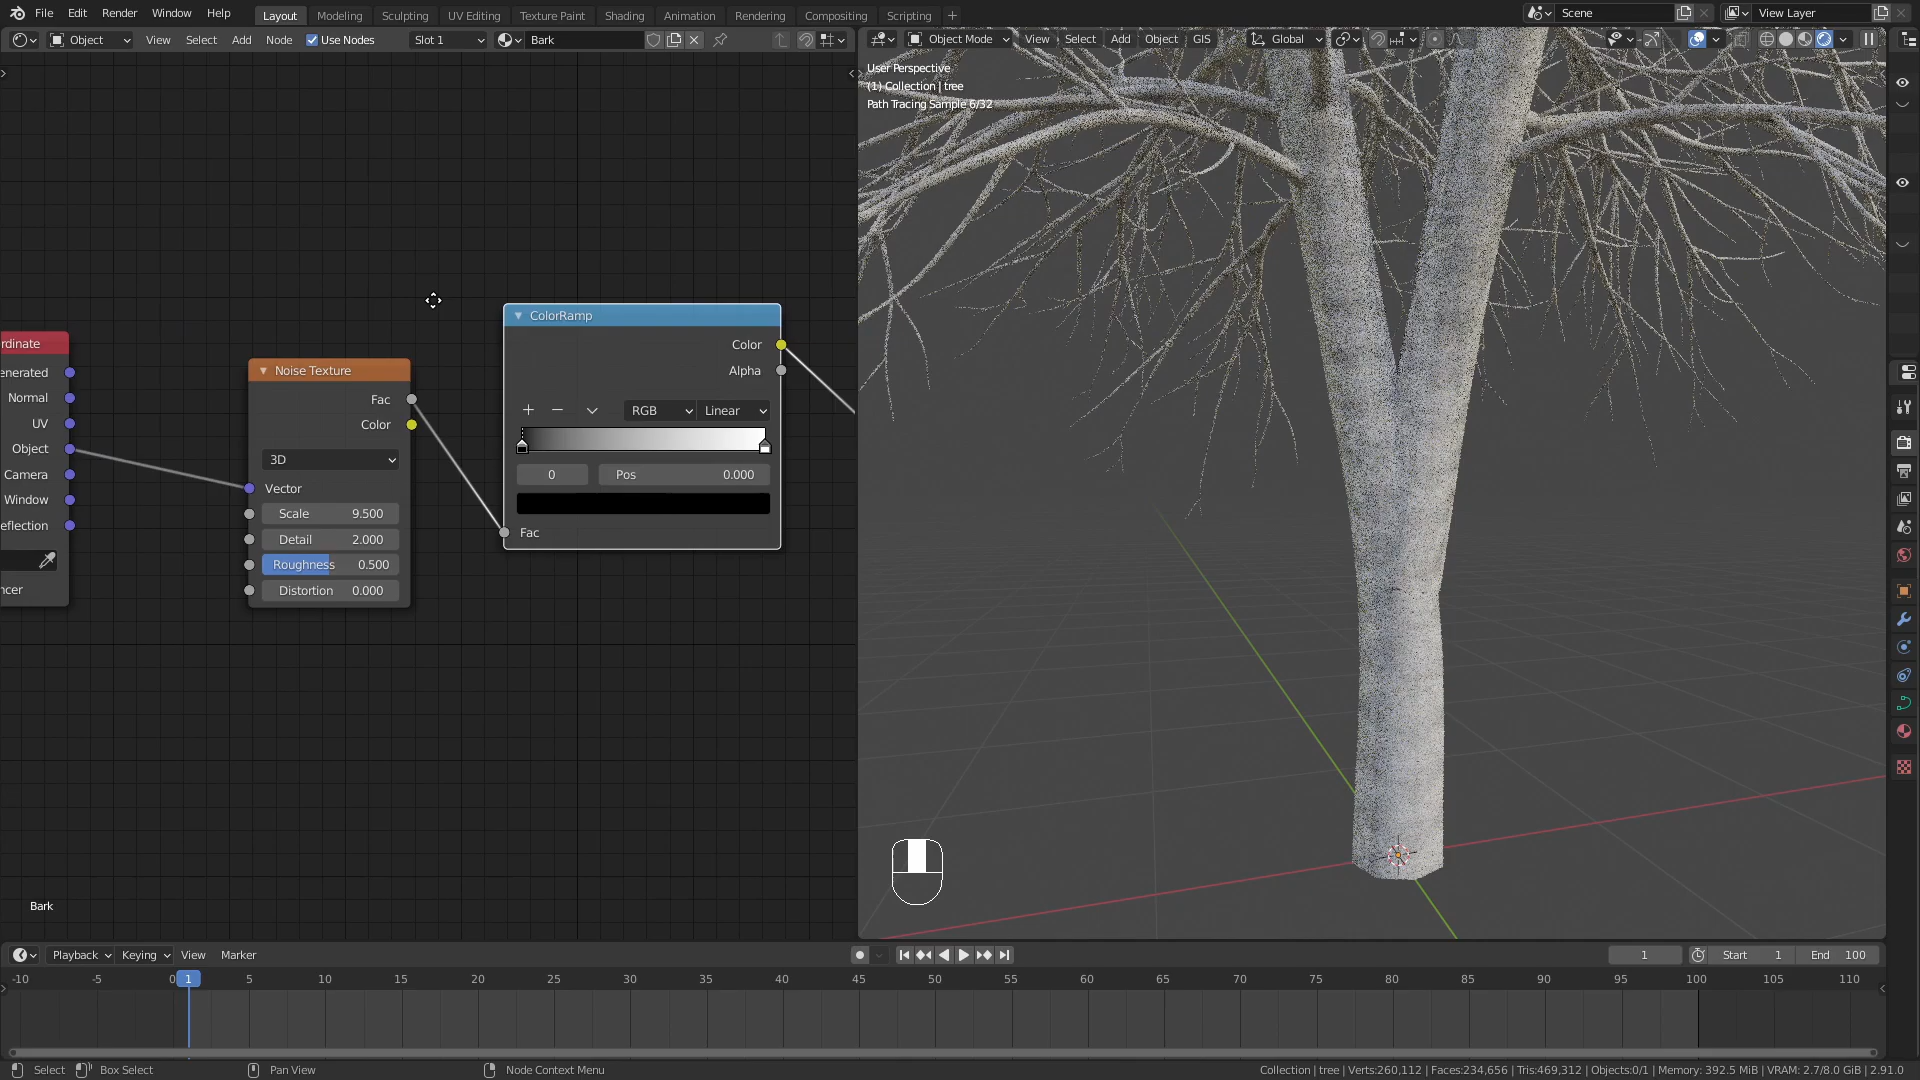 File Edit Render Window Help Layout Modeling Sculpting UV Editing Texture Paint Shading Animation Rendering Compositing Scripting + Scene View Layer
Object View Select Add Node Use Nodes Slot 1 Bark
Object Mode View Select Add Object GIS Global
User Perspective
(1) Collection | tree
Path Tracing Sample 6/32
ColorRamp
Color
Alpha
RGB Linear
0 Pos 0.000
Fac
rdinate
enerated
Normal
UV
Object
Camera
Window
eflection
ncer
Noise Texture
Fac
Color
3D
Vector
Scale 9.500
Detail 2.000
Roughness 0.500
Distortion 0.000
Bark
Playback Keying View Marker 1 Start 1 End 100
-10 -5 0 1 5 10 15 20 25 30 35 40 45 50 55 60 65 70 75 80 85 90 95 100 105 110
Select Box Select Pan View Node Context Menu Collection | tree | Verts:260,112 | Faces:234,656 | Tris:469,312 | Objects:0/1 | Memory: 392.5 MiB | VRAM: 2.7/8.0 GiB | 2.91.0